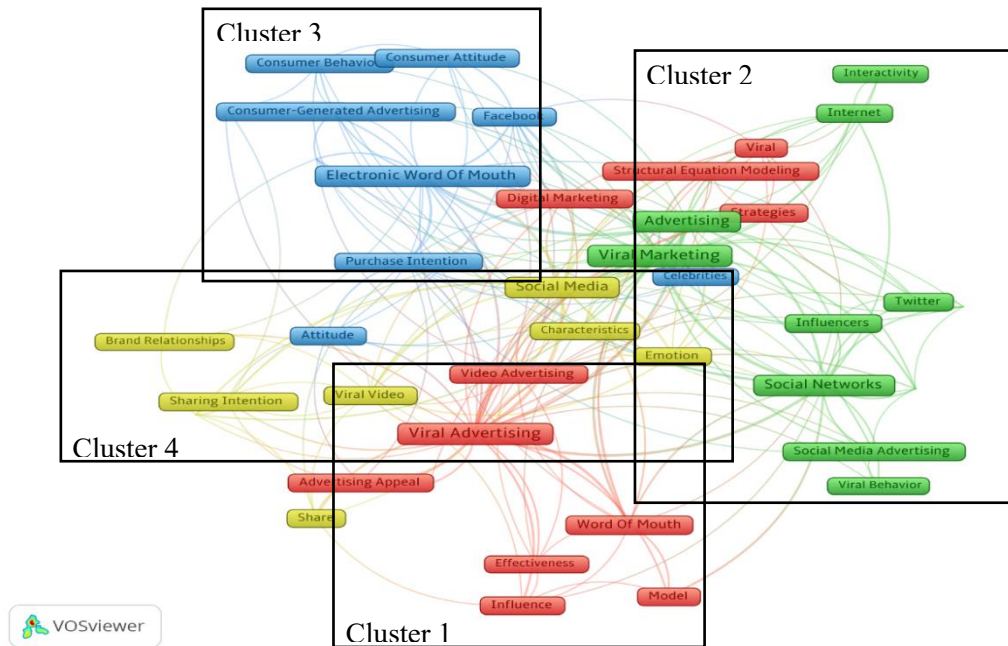 Cluster 3
Consumer Behavior
Consumer Attitude
Consumer-Generated Advertising
Facebook
Electronic Word Of Mouth
Digital Marketing
Purchase Intention
Cluster 2
Interactivity
Internet
Viral
Structural Equation Modeling
Strategies
Advertising
Viral Marketing
Celebrities
Twitter
Influencers
Social Networks
Social Media Advertising
Viral Behavior
Social Media
Characteristics
Emotion
Brand Relationships
Attitude
Sharing Intention
Viral Video
Video Advertising
Viral Advertising
Cluster 4
Advertising Appeal
Share
Word Of Mouth
Effectiveness
Influence
Model
Cluster 1
VOSviewer